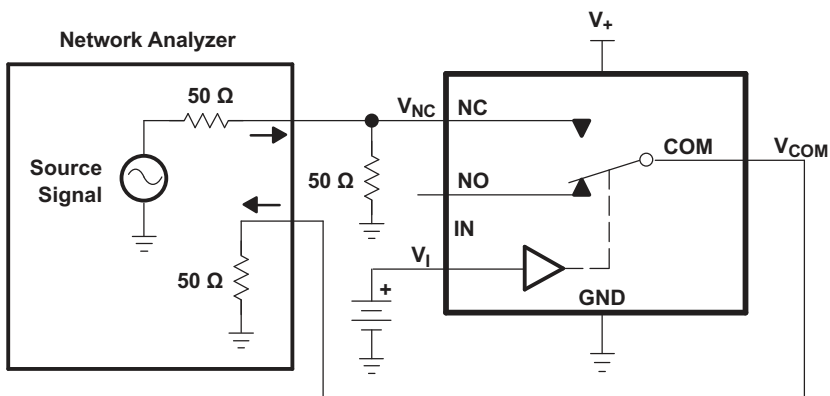 Network Analyzer
V+
50 Ω
VNC
NC
COM
VCOM
Source
Signal
50 Ω
NO
IN
VI
50 Ω
+
GND